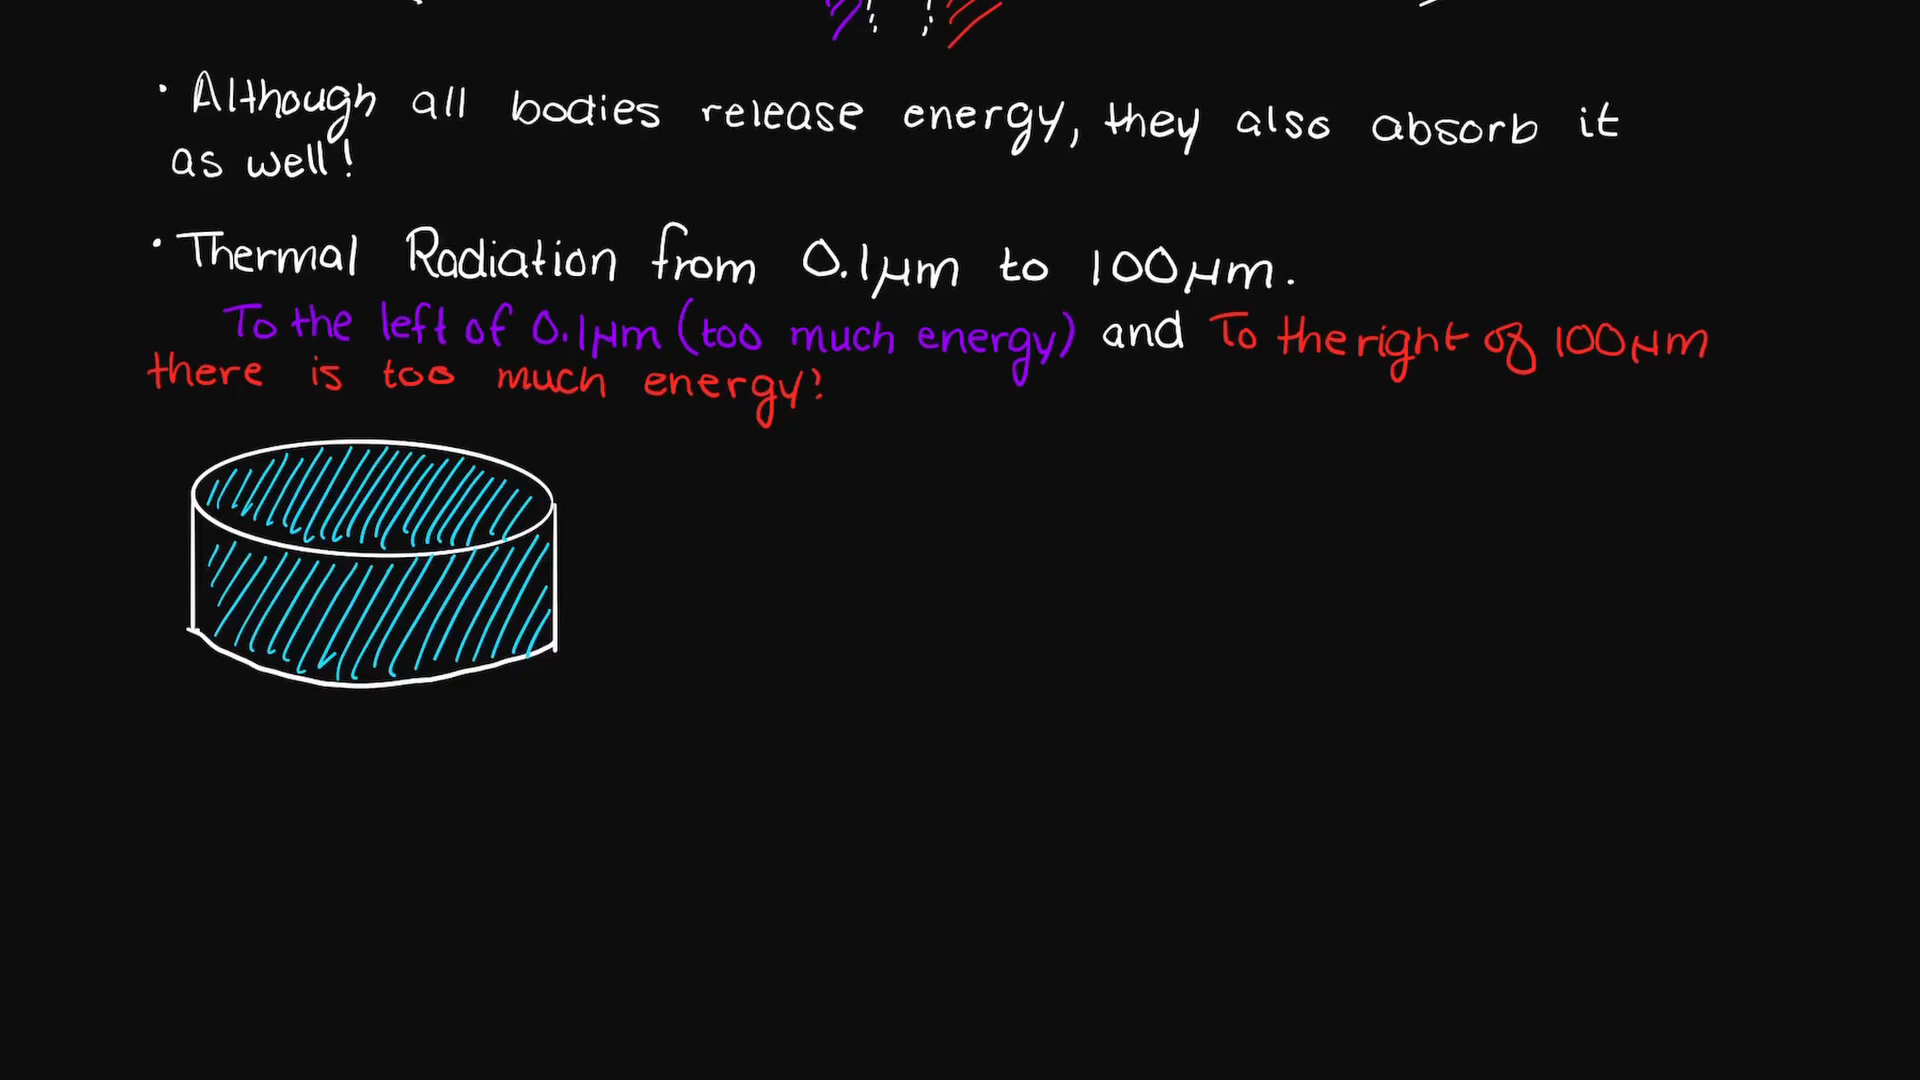 · Although all bodies release energy, they also absorb it
as well!
· Thermal Radiation from 0.1μm to 100μm.
To the left of 0.1μm (too much energy) and To the right of 100μm
there is too much energy?